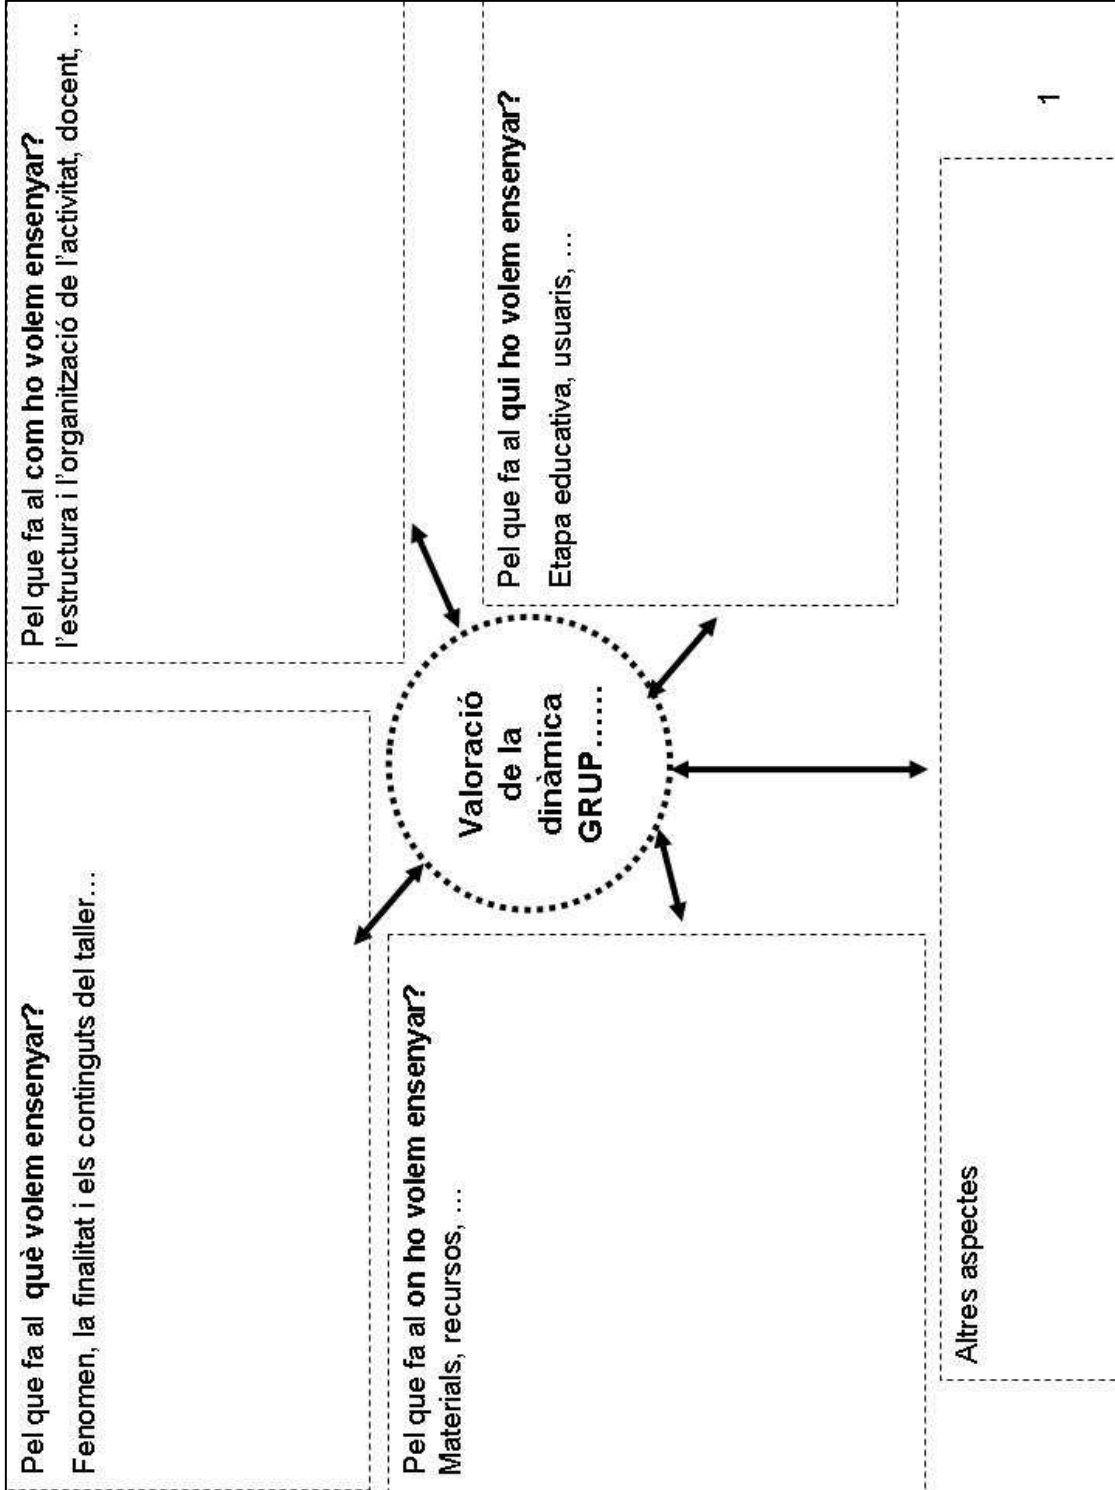 Pel que fa al què volem ensenyar?
Fenomen, la finalitat i els continguts del taller…
Pel que fa al com ho volem ensenyar?
l'estructura i l'organització de l'activitat, docent, ..
Valoració
de la
dinàmica
GRUP……
Pel que fa al on ho volem ensenyar?
Materials, recursos, …
Pel que fa al qui ho volem ensenyar?
Etapa educativa, usuaris, …
Altres aspectes
1